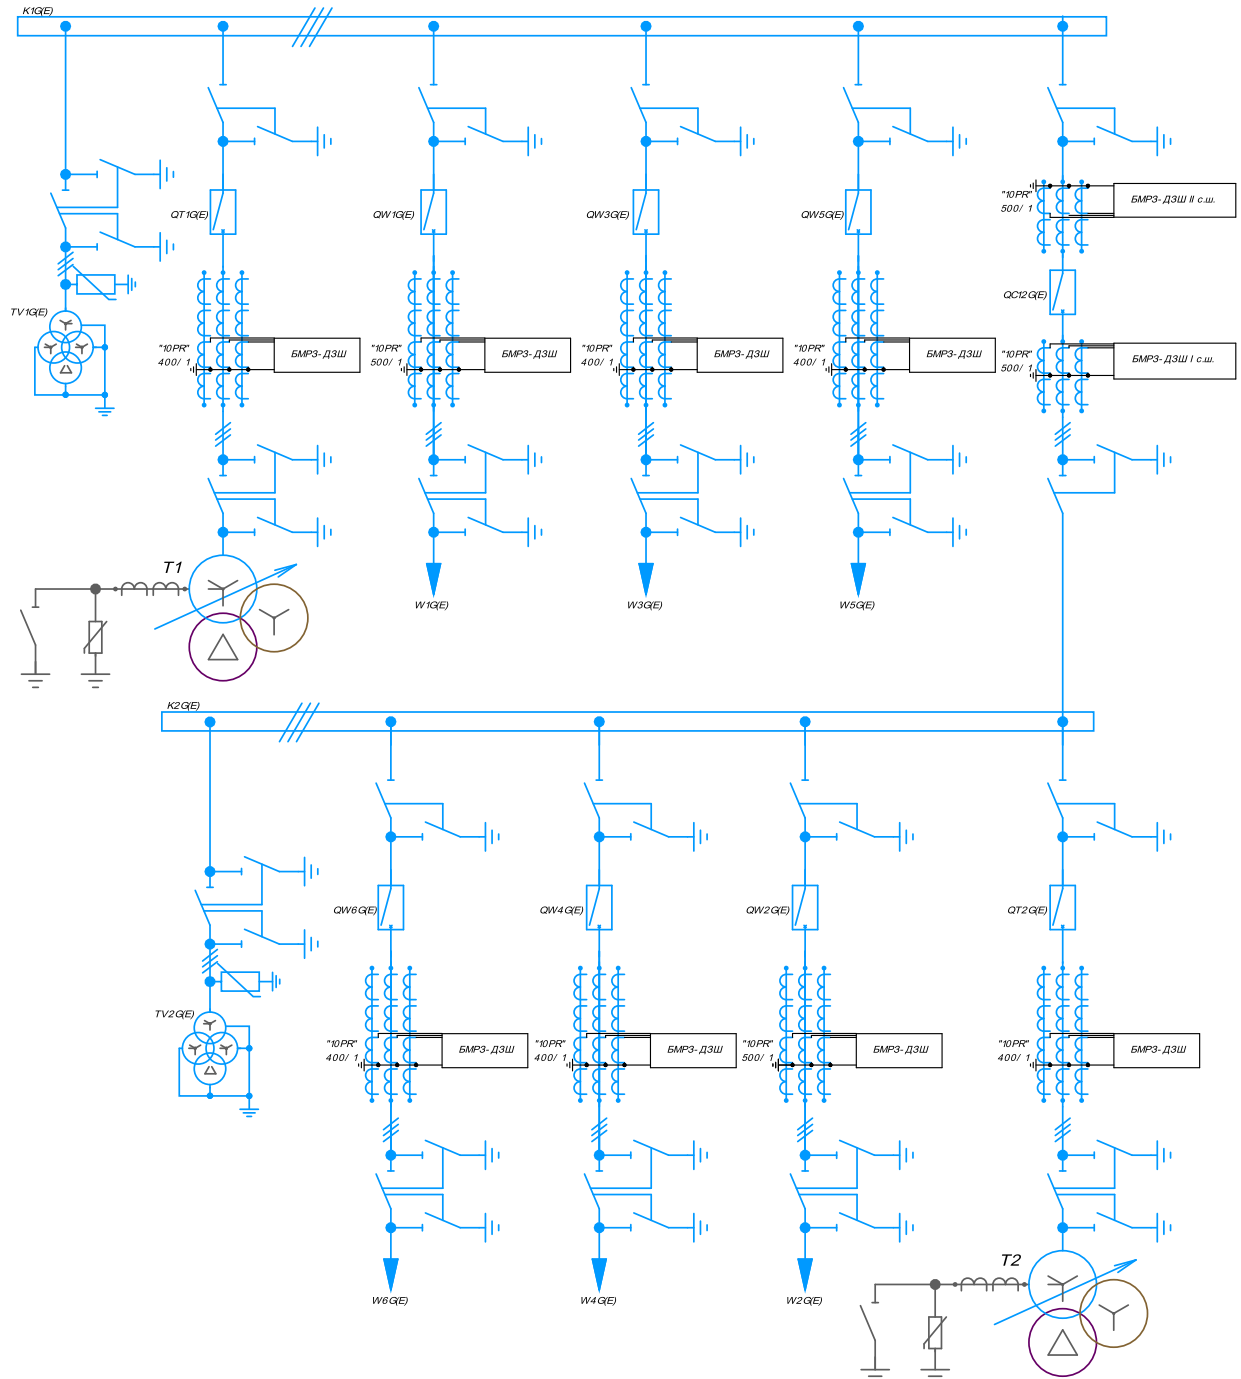 K1G(E)
QT1G(E)
QW1G(E)
QW3G(E)
QW5G(E)
"10PR"
500/ 1
БМРЗ- ДЗШ II с.ш.
QC12G(E)
TV1G(E)
"10PR"
400/ 1
БМРЗ- ДЗШ
"10PR"
500/ 1
БМРЗ- ДЗШ
"10PR"
400/ 1
БМРЗ- ДЗШ
"10PR"
400/ 1
БМРЗ- ДЗШ
"10PR"
500/ 1
БМРЗ- ДЗШ I с.ш.
T1
W1G(E)
W3G(E)
W5G(E)
K2G(E)
QW6G(E)
QW4G(E)
QW2G(E)
QT2G(E)
TV2G(E)
"10PR"
400/ 1
БМРЗ- ДЗШ
"10PR"
400/ 1
БМРЗ- ДЗШ
"10PR"
500/ 1
БМРЗ- ДЗШ
"10PR"
400/ 1
БМРЗ- ДЗШ
T2
W6G(E)
W4G(E)
W2G(E)